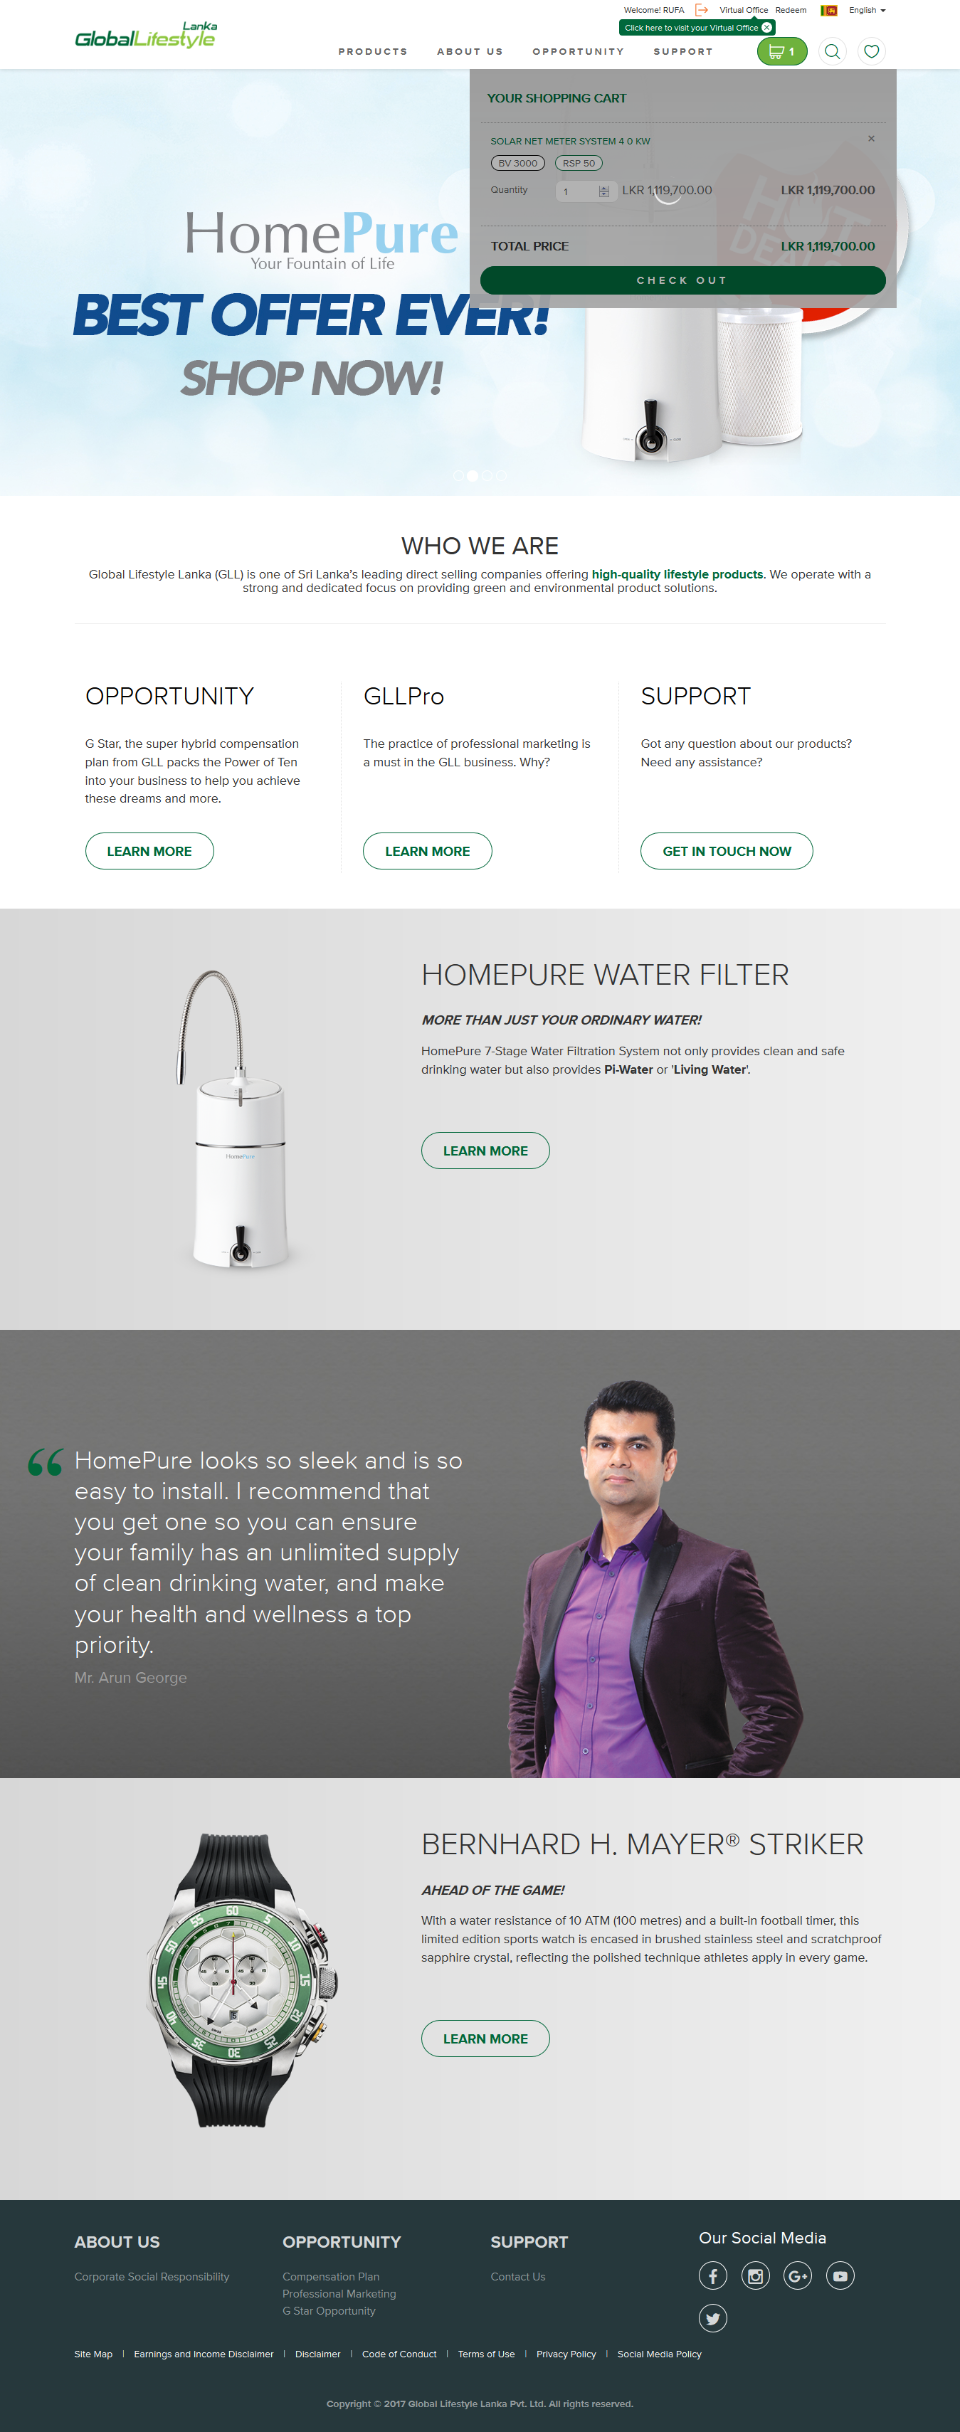 Welcome! RUFA
Virtual Office
Redeem
English
Click here to visit your Virtual Office
GlobalLifestyle Lanka
PRODUCTS
ABOUT US
OPPORTUNITY
SUPPORT
1
YOUR SHOPPING CART
SOLAR NET METER SYSTEM 4 0 KW
BV 3000
RSP 50
Quantity 1 LKR 1,119,700.00 LKR 1,119,700.00
TOTAL PRICE LKR 1,119,700.00
CHECK OUT
HOT
DEALS
HomePure
Your Fountain of Life
BEST OFFER EVER!
SHOP NOW!
WHO WE ARE
Global Lifestyle Lanka (GLL) is one of Sri Lanka's leading direct selling companies offering high-quality lifestyle products. We operate with a
strong and dedicated focus on providing green and environmental product solutions.
OPPORTUNITY
G Star, the super hybrid compensation
plan from GLL packs the Power of Ten
into your business to help you achieve
these dreams and more.
LEARN MORE
GLLPro
The practice of professional marketing is
a must in the GLL business. Why?
LEARN MORE
SUPPORT
Got any question about our products?
Need any assistance?
GET IN TOUCH NOW
HomePure
HOMEPURE WATER FILTER
MORE THAN JUST YOUR ORDINARY WATER!
HomePure 7-Stage Water Filtration System not only provides clean and safe
drinking water but also provides Pi-Water or 'Living Water'.
LEARN MORE
HomePure looks so sleek and is so
easy to install. I recommend that
you get one so you can ensure
your family has an unlimited supply
of clean drinking water, and make
your health and wellness a top
priority.
Mr. Arun George
60
5
10
15
20
25
30
35
40
45
50
55
BERNHARD H. MAYER® STRIKER
AHEAD OF THE GAME!
With a water resistance of 10 ATM (100 metres) and a built-in football timer, this
limited edition sports watch is encased in brushed stainless steel and scratchproof
sapphire crystal, reflecting the polished technique athletes apply in every game.
LEARN MORE
ABOUT US
Corporate Social Responsibility
OPPORTUNITY
Compensation Plan
Professional Marketing
G Star Opportunity
SUPPORT
Contact Us
Our Social Media
Site Map | Earnings and Income Disclaimer | Disclaimer | Code of Conduct | Terms of Use | Privacy Policy | Social Media Policy
Copyright © 2017 Global Lifestyle Lanka Pvt. Ltd. All rights reserved.